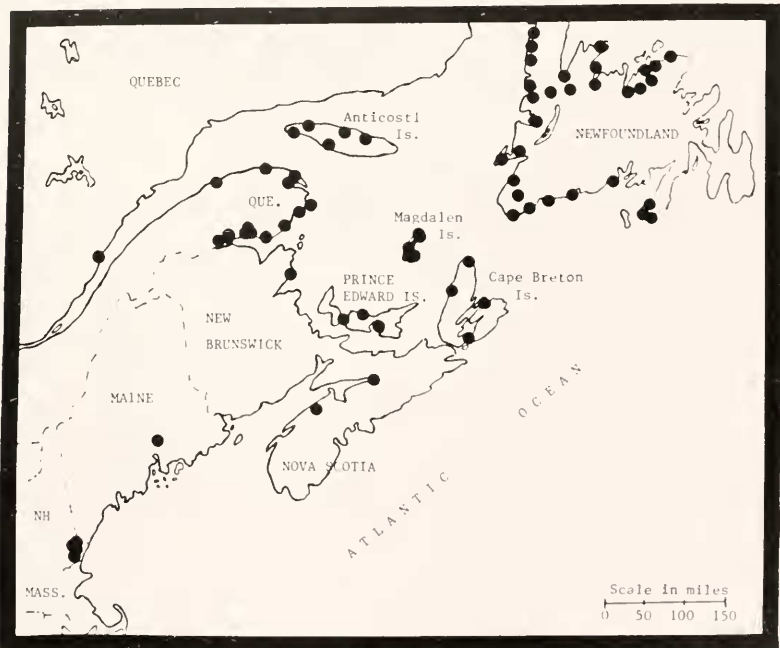 QUEBEC
Anticosti
Is.
NEWFOUNDLAND
QUE.
Magdalen
Is.
PRINCE
EDWARD IS.
Cape Breton
Is.
NEW
BRUNSWICK
MAINE
NOVA SCOTIA
ATLANTIC OCEAN
NH
MASS.
Scale in miles
0 50 100 150